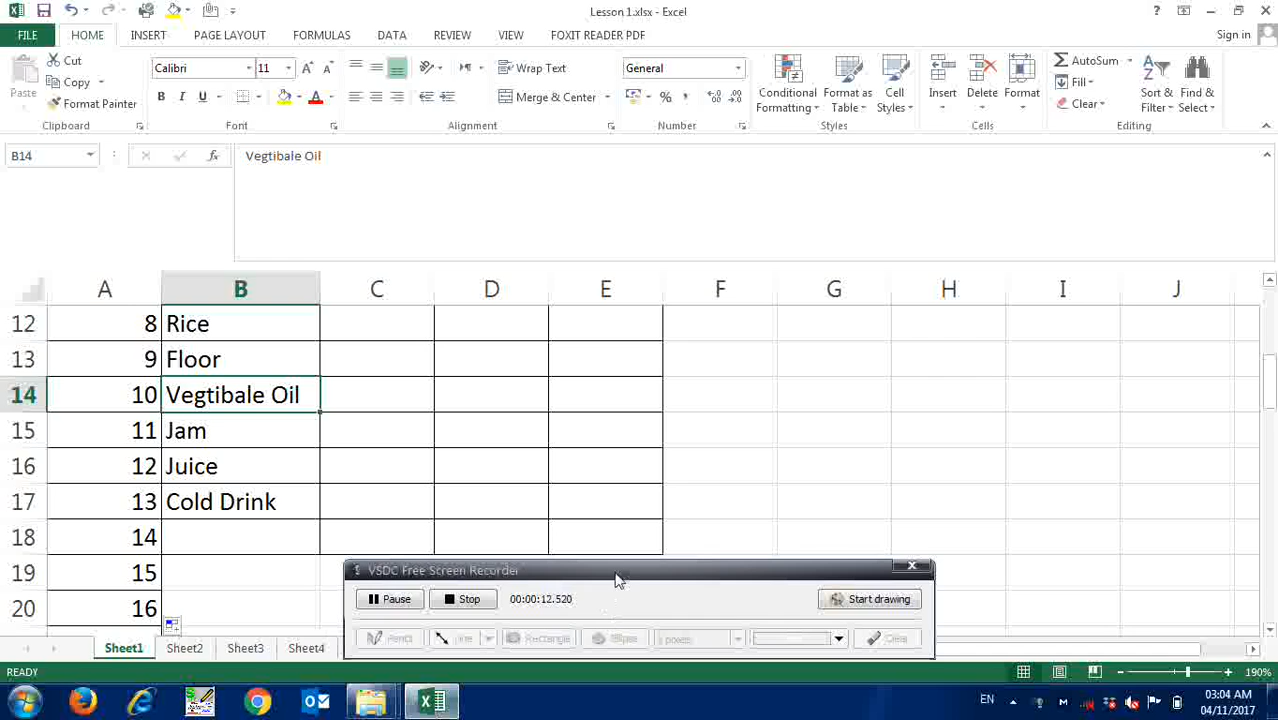 Lesson 1.xlsx - Excel
FILE HOME INSERT PAGE LAYOUT FORMULAS DATA REVIEW VIEW FOXIT READER PDF Sign in
Cut
Copy
Format Painter
Paste
Clipboard
Calibri 11
B I U A
Font
Wrap Text
Merge & Center
Alignment
General
%
Number
Conditional Formatting
Format as Table
Cell Styles
Styles
Insert Delete Format
Cells
AutoSum
Fill
Clear
Sort & Filter
Find & Select
Editing
B14 fx Vegtibale Oil
A B C D E F G H I J
12 8 Rice
13 9 Floor
14 10 Vegtibale Oil
15 11 Jam
16 12 Juice
17 13 Cold Drink
18 14
19 15
20 16
VSDC Free Screen Recorder
Pause Stop 00:00:12.520 Start drawing
Pencil Line Rectangle Ellipse Clear
Sheet1 Sheet2 Sheet3 Sheet4
READY 190%
EN 03:04 AM
04/11/2017